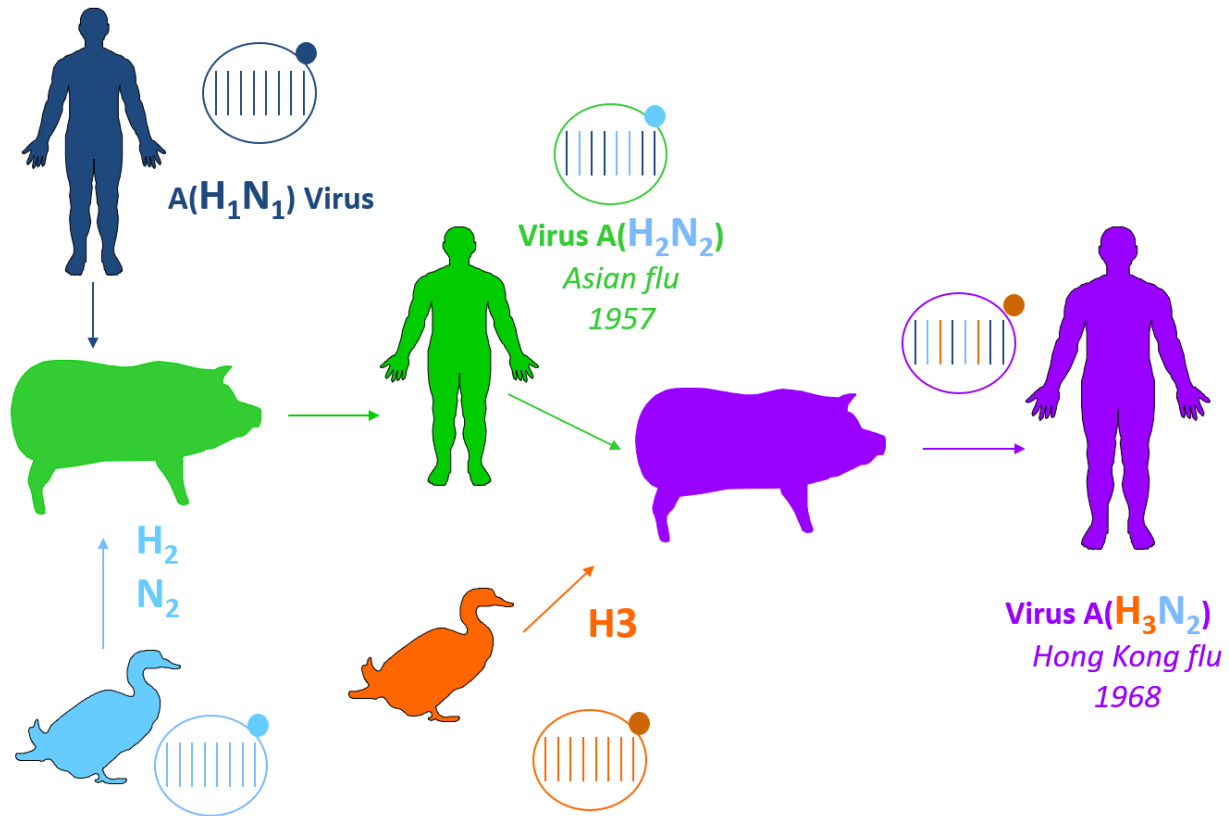 A(H₁N₁) Virus
Virus A(H₂N₂)
Asian flu
1957
H₂
N₂
H3
Virus A(H₃N₂)
Hong Kong flu
1968